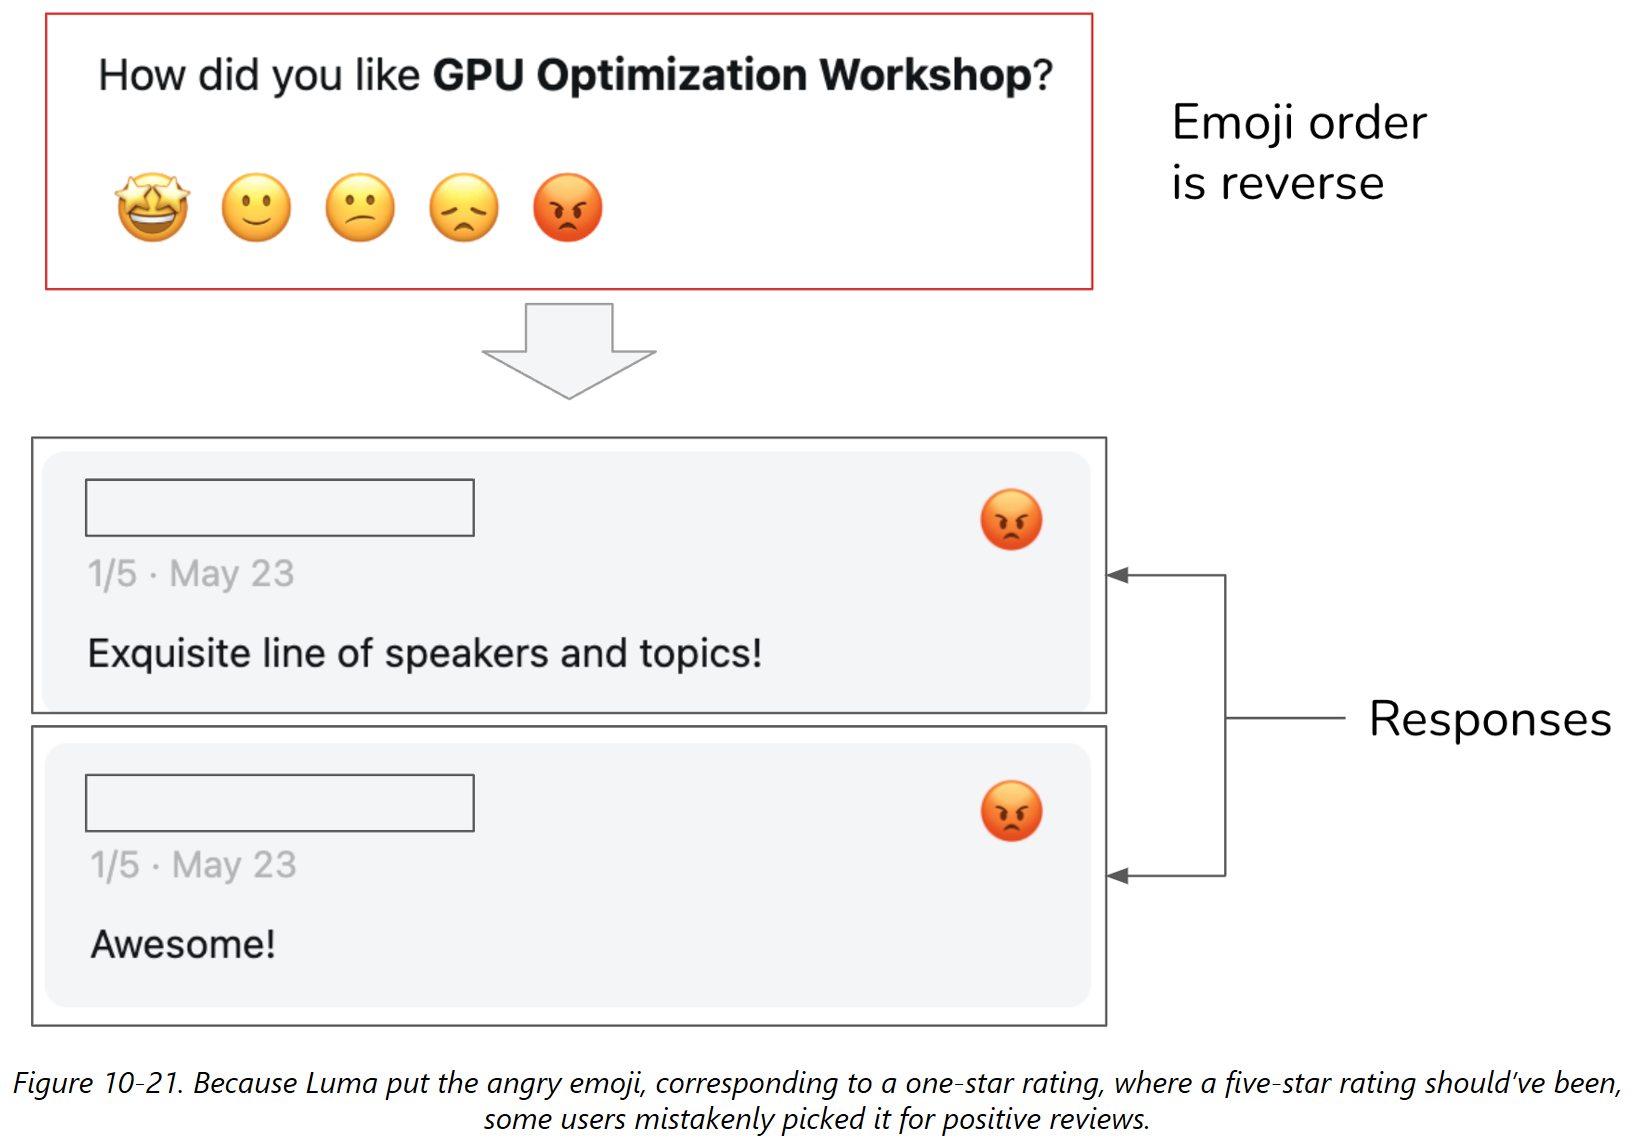 How did you like GPU Optimization Workshop?
Emoji order
is reverse
1/5 · May 23
Exquisite line of speakers and topics!
Responses
1/5 · May 23
Awesome!
Figure 10-21. Because Luma put the angry emoji, corresponding to a one-star rating, where a five-star rating should’ve been,
some users mistakenly picked it for positive reviews.